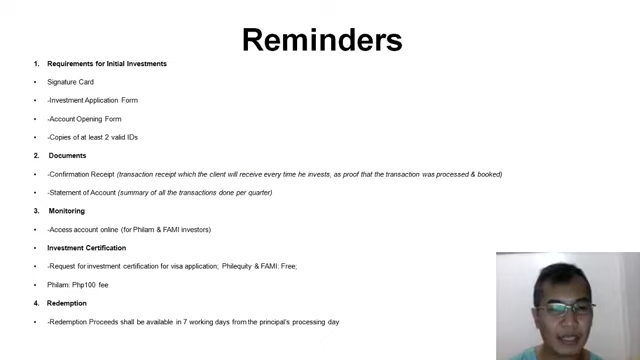 Reminders
1. Requirements for Initial Investments
• Signature Card
• -Investment Application Form
• -Account Opening Form
• -Copies of at least 2 valid IDs
2. Documents
• -Confirmation Receipt (transaction receipt which the client will receive every time he invests, as proof that the transaction was processed & booked)
• -Statement of Account (summary of all the transactions done per quarter)
3. Monitoring
• -Access account online (for Philam & FAMI investors)
• Investment Certification
• -Request for investment certification for visa application; Philequity & FAMI: Free;
• Philam: Php100 fee
4. Redemption
• -Redemption Proceeds shall be available in 7 working days from the principal's processing day